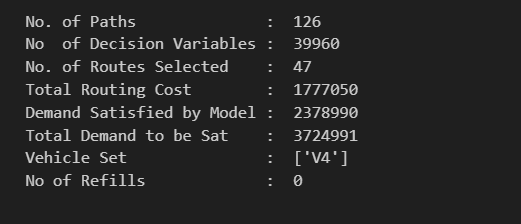 No. of Paths : 126
No of Decision Variables : 39960
No. of Routes Selected : 47
Total Routing Cost : 1777050
Demand Satisfied by Model : 2378990
Total Demand to be Sat : 3724991
Vehicle Set : ['V4']
No of Refills : 0